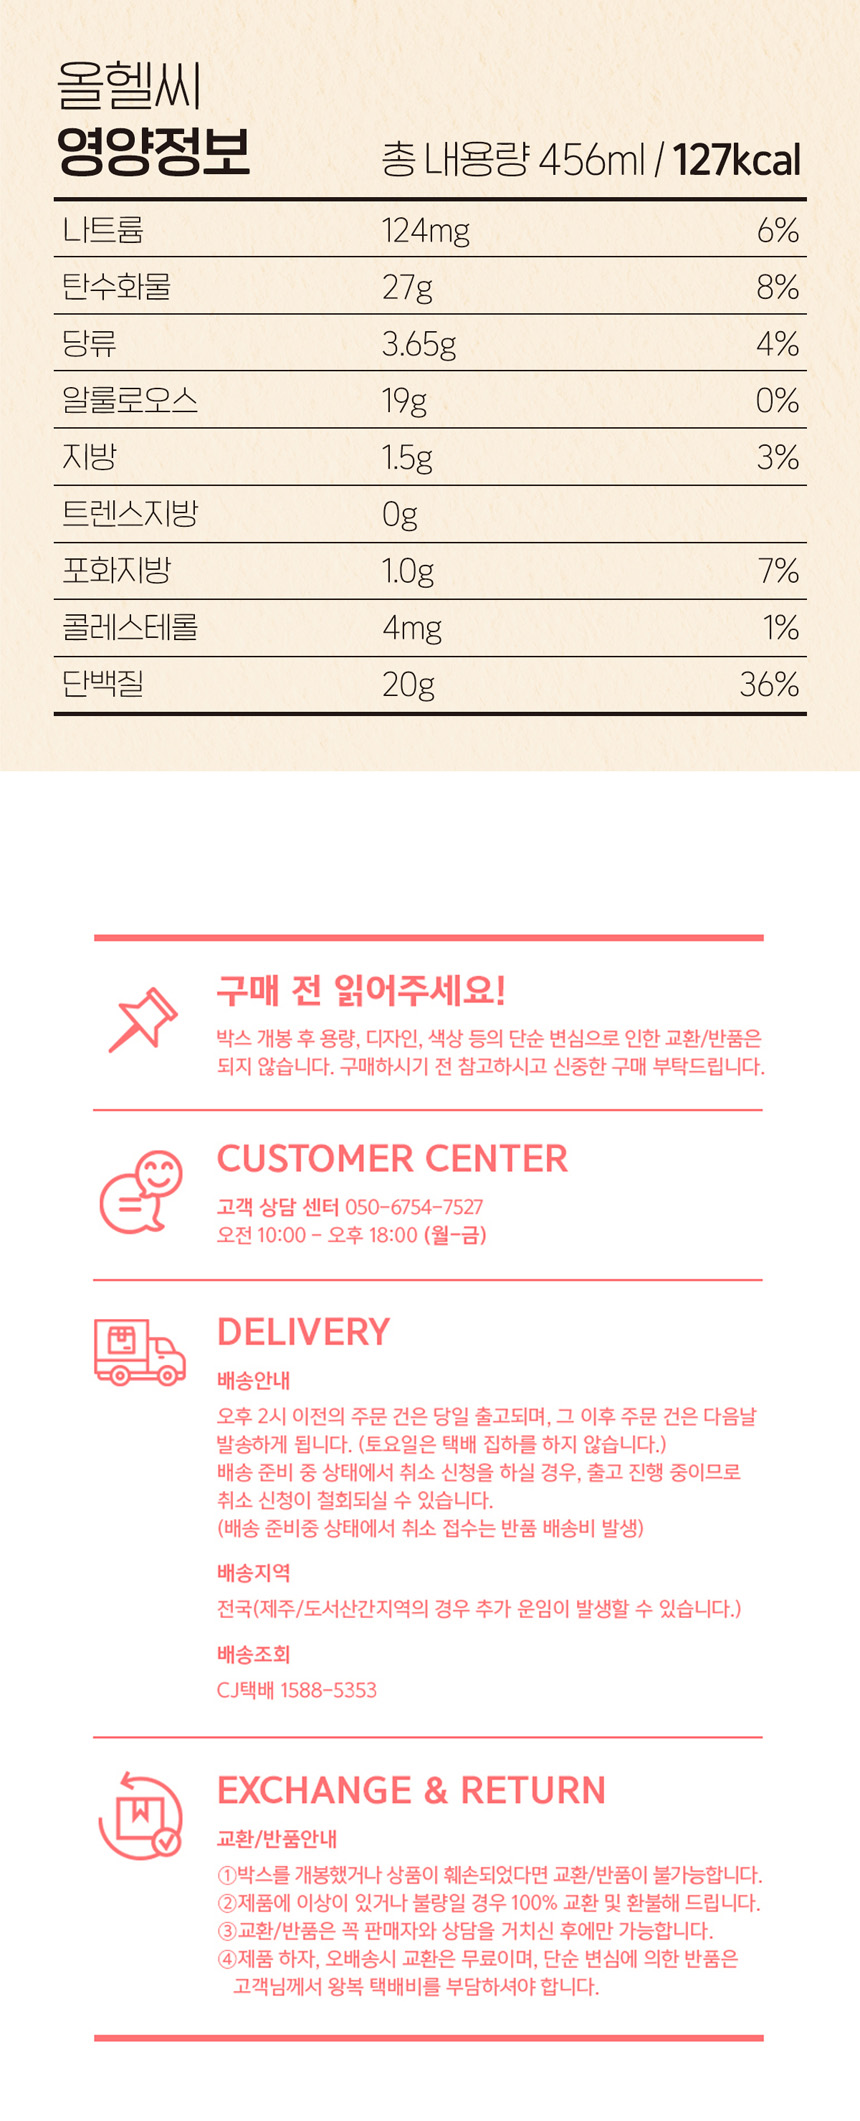 올헬씨
영양정보
총 내용량 456ml / 127kcal
나트륨 124mg 6%
탄수화물 27g 8%
당류 3.65g 4%
알룰로오스 19g 0%
지방 1.5g 3%
트렌스지방 0g
포화지방 1.0g 7%
콜레스테롤 4mg 1%
단백질 20g 36%
구매 전 읽어주세요!
박스 개봉 후 용량, 디자인, 색상 등의 단순 변심으로 인한 교환/반품은
되지 않습니다. 구매하시기 전 참고하시고 신중한 구매 부탁드립니다.
CUSTOMER CENTER
고객 상담 센터 050-6754-7527
오전 10:00 - 오후 18:00 (월-금)
DELIVERY
배송안내
오후 2시 이전의 주문 건은 당일 출고되며, 그 이후 주문 건은 다음날
발송하게 됩니다. (토요일은 택배 집하를 하지 않습니다.)
배송 준비 중 상태에서 취소 신청을 하실 경우, 출고 진행 중이므로
취소 신청이 철회되실 수 있습니다.
(배송 준비중 상태에서 취소 접수는 반품 배송비 발생)
배송지역
전국(제주/도서산간지역의 경우 추가 운임이 발생할 수 있습니다.)
배송조회
CJ택배 1588-5353
EXCHANGE & RETURN
교환/반품안내
①박스를 개봉했거나 상품이 훼손되었다면 교환/반품이 불가능합니다.
②제품에 이상이 있거나 불량일 경우 100% 교환 및 환불해 드립니다.
③교환/반품은 꼭 판매자와 상담을 거치신 후에만 가능합니다.
④제품 하자, 오배송시 교환은 무료이며, 단순 변심에 의한 반품은
고객님께서 왕복 택배비를 부담하셔야 합니다.